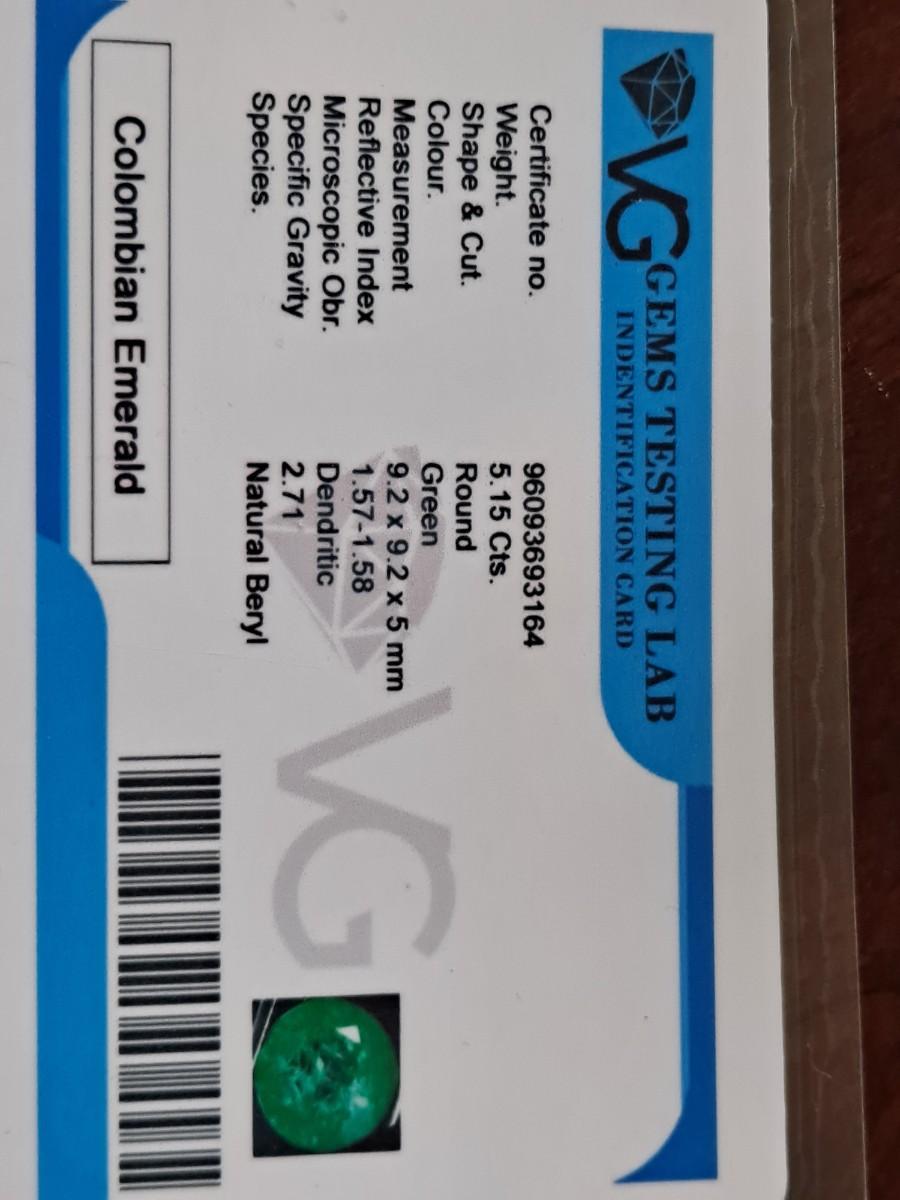 VG GEMS TESTING LAB
INDENTIFICATION CARD
Certificate no. 96093693164
Weight. 5.15 Cts.
Shape & Cut. Round
Colour. Green
Measurement 9.2 x 9.2 x 5 mm
Reflective Index 1.57-1.58
Microscopic Obr. Dendritic
Specific Gravity 2.71
Species. Natural Beryl
Colombian Emerald
VG